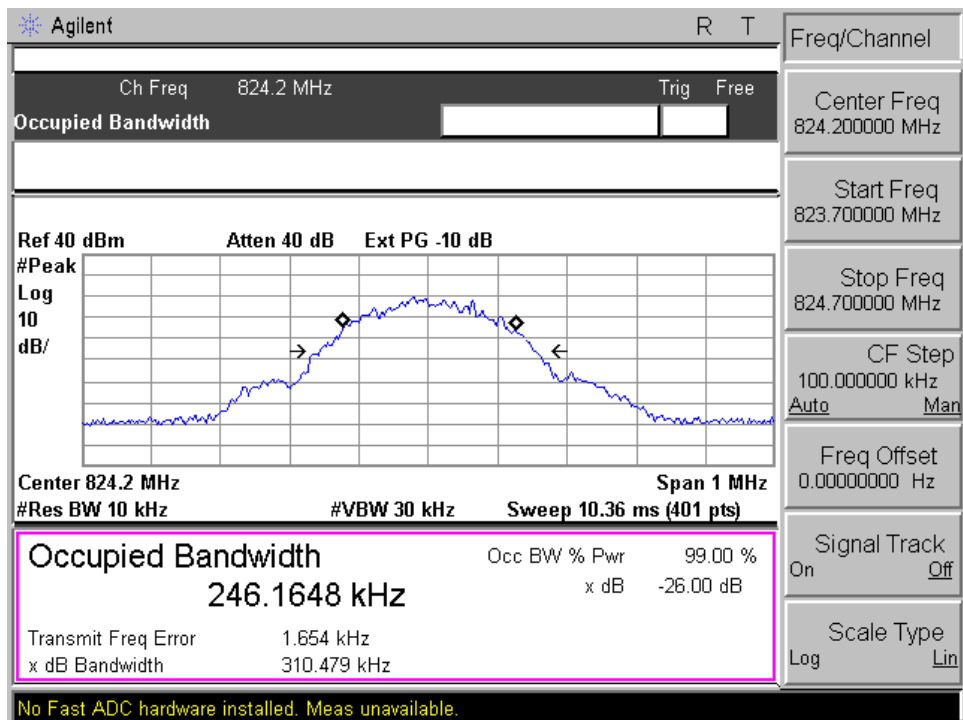 Agilent R T
Ch Freq 824.2 MHz Trig Free
Occupied Bandwidth
Ref 40 dBm Atten 40 dB Ext PG -10 dB
#Peak
Log
10
dB/
Center 824.2 MHz Span 1 MHz
#Res BW 10 kHz #VBW 30 kHz Sweep 10.36 ms (401 pts)
Occupied Bandwidth
246.1648 kHz
Occ BW % Pwr 99.00 %
x dB -26.00 dB
Transmit Freq Error 1.654 kHz
x dB Bandwidth 310.479 kHz
No Fast ADC hardware installed. Meas unavailable.
Freq/Channel
Center Freq
824.200000 MHz
Start Freq
823.700000 MHz
Stop Freq
824.700000 MHz
CF Step
100.000000 kHz
Auto Man
Freq Offset
0.00000000 Hz
Signal Track
On Off
Scale Type
Log Lin